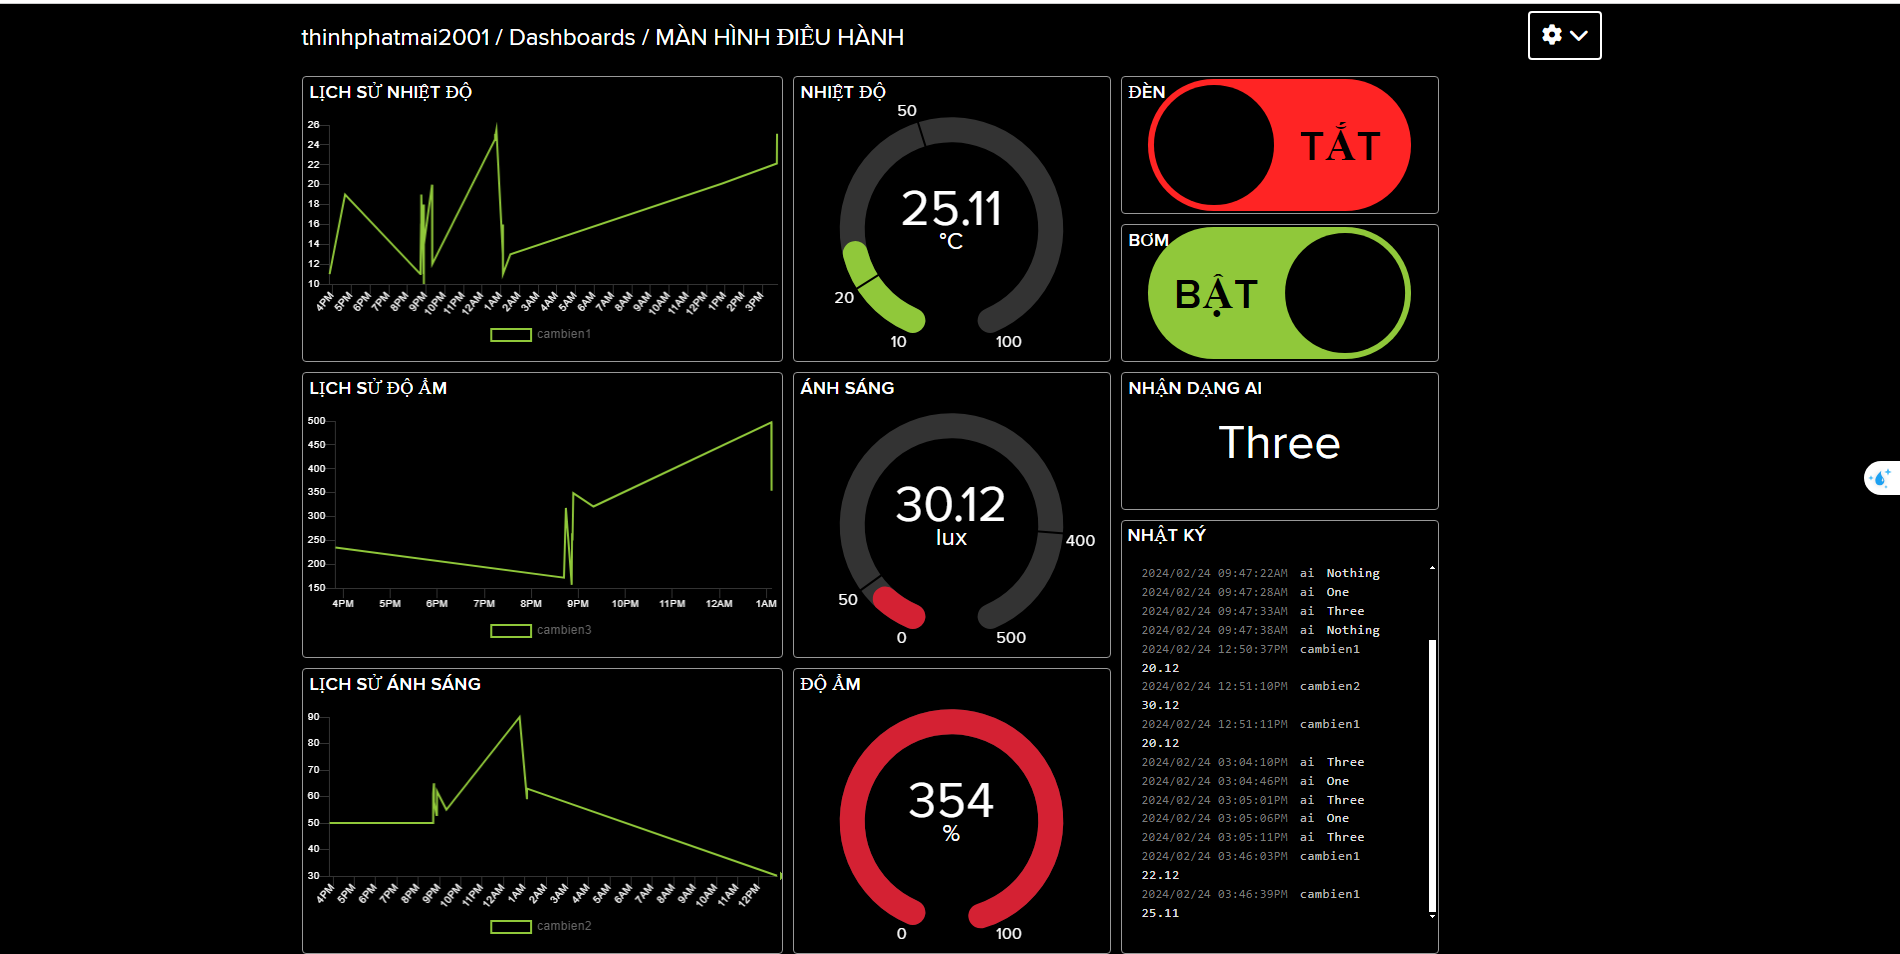 thinhphatmai2001 / Dashboards / MÀN HÌNH ĐIỀU HÀNH
LỊCH SỬ NHIỆT ĐỘ
26
24
22
20
18
16
14
12
10
4PM 5PM 6PM 7PM 8PM 9PM 10PM 11PM 12AM 1AM 2AM 3AM 4AM 5AM 6AM 7AM 8AM 9AM 10AM 11AM 12PM 1PM 2PM 3PM
cambien1
NHIỆT ĐỘ
50
25.11
°C
20
10
100
ĐÈN
TẮT
BƠM
BẬT
LỊCH SỬ ĐỘ ẨM
500
450
400
350
300
250
200
150
4PM 5PM 6PM 7PM 8PM 9PM 10PM 11PM 12AM 1AM
cambien3
ÁNH SÁNG
30.12
lux
400
50
0
500
NHẬN DẠNG AI
Three
LỊCH SỬ ÁNH SÁNG
90
80
70
60
50
40
30
4PM 5PM 6PM 7PM 8PM 9PM 10PM 11PM 12AM 1AM 2AM 3AM 4AM 5AM 6AM 7AM 8AM 9AM 10AM 11AM 12PM
cambien2
ĐỘ ẨM
354
%
0
100
NHẬT KÝ
2024/02/24 09:47:22AM ai Nothing
2024/02/24 09:47:28AM ai One
2024/02/24 09:47:33AM ai Three
2024/02/24 09:47:38AM ai Nothing
2024/02/24 12:50:37PM cambien1
20.12
2024/02/24 12:51:10PM cambien2
30.12
2024/02/24 12:51:11PM cambien1
20.12
2024/02/24 03:04:10PM ai Three
2024/02/24 03:04:46PM ai One
2024/02/24 03:05:01PM ai Three
2024/02/24 03:05:06PM ai One
2024/02/24 03:05:11PM ai Three
2024/02/24 03:46:03PM cambien1
22.12
2024/02/24 03:46:39PM cambien1
25.11